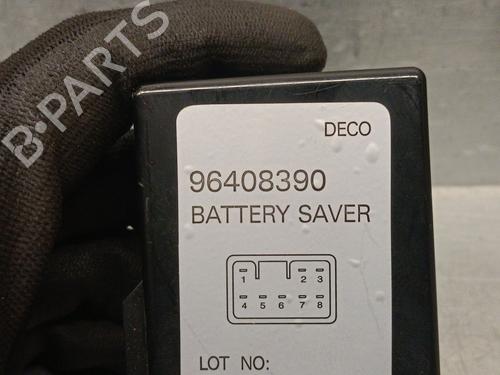 B-PARTS
DECO
96408390
BATTERY SAVER
1 2 3
4 5 6 7 8
LOT NO: